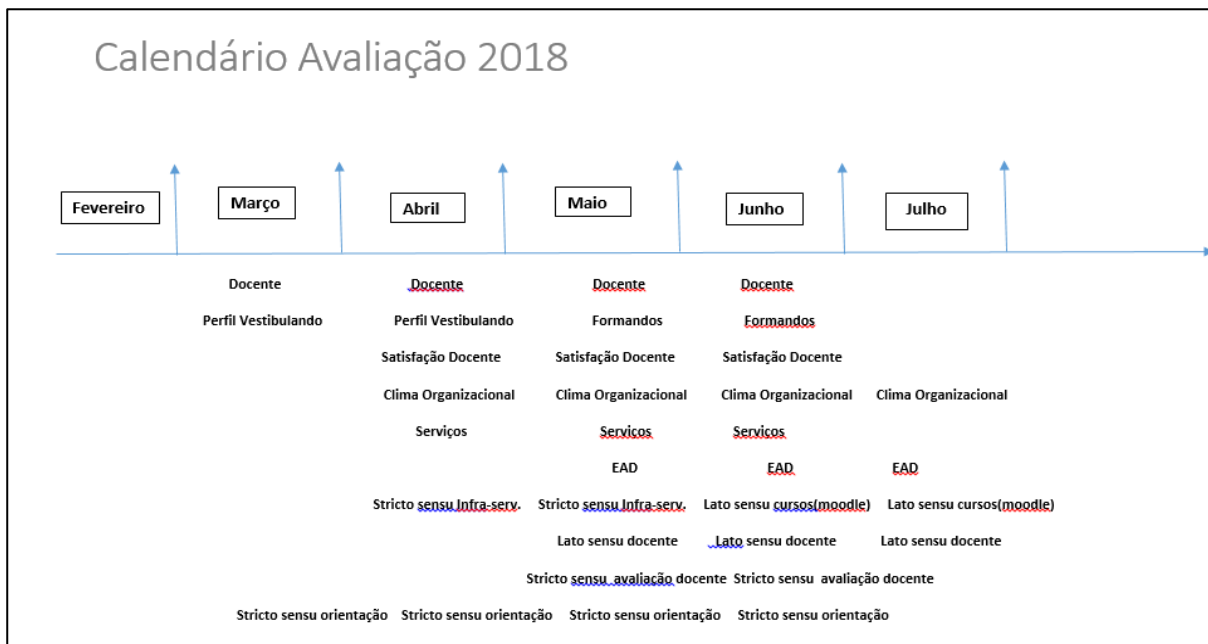 Calendário Avaliação 2018
Fevereiro Março Abril Maio Junho Julho
Docente Docente Docente Docente
Perfil Vestibulando Perfil Vestibulando Formandos Formandos
Satisfação Docente Satisfação Docente Satisfação Docente
Clima Organizacional Clima Organizacional Clima Organizacional Clima Organizacional
Serviços Serviços Serviços
EAD EAD EAD
Stricto sensu Infra-serv. Stricto sensu Infra-serv. Lato sensu cursos(moodle) Lato sensu cursos(moodle)
Lato sensu docente Lato sensu docente Lato sensu docente
Stricto sensu avaliação docente Stricto sensu avaliação docente
Stricto sensu orientação Stricto sensu orientação Stricto sensu orientação Stricto sensu orientação